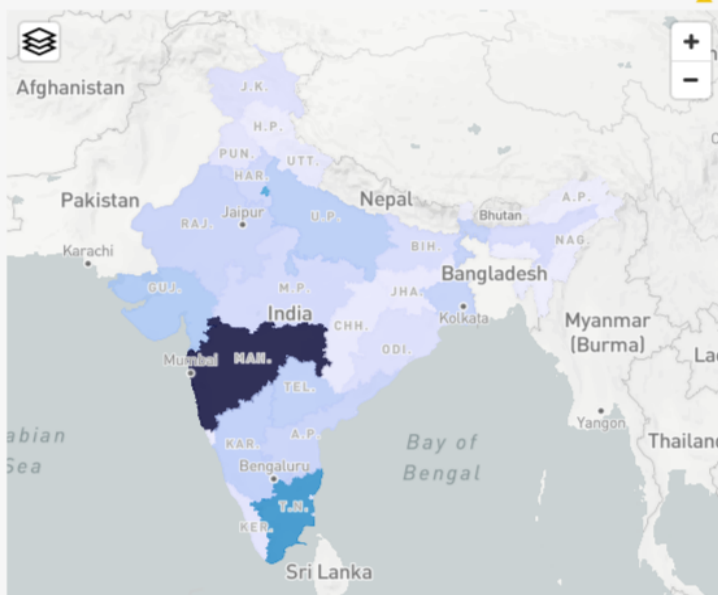 +
−
Afghanistan
J.K.
H.P.
PUN.
UTT.
HAR.
Pakistan
Nepal
A.P.
Jaipur
RAJ.
U.P.
Bhutan
NAG.
BIH.
Karachi
Bangladesh
GUJ.
M.P.
JHA.
India
Kolkata
CHH.
Myanmar
(Burma)
Mumbai
MAH.
ODI.
TEL.
Yangon
abian
Sea
KAR.
A.P.
Bay of
Bengal
Thailand
Bengaluru
T.N.
KER.
Sri Lanka